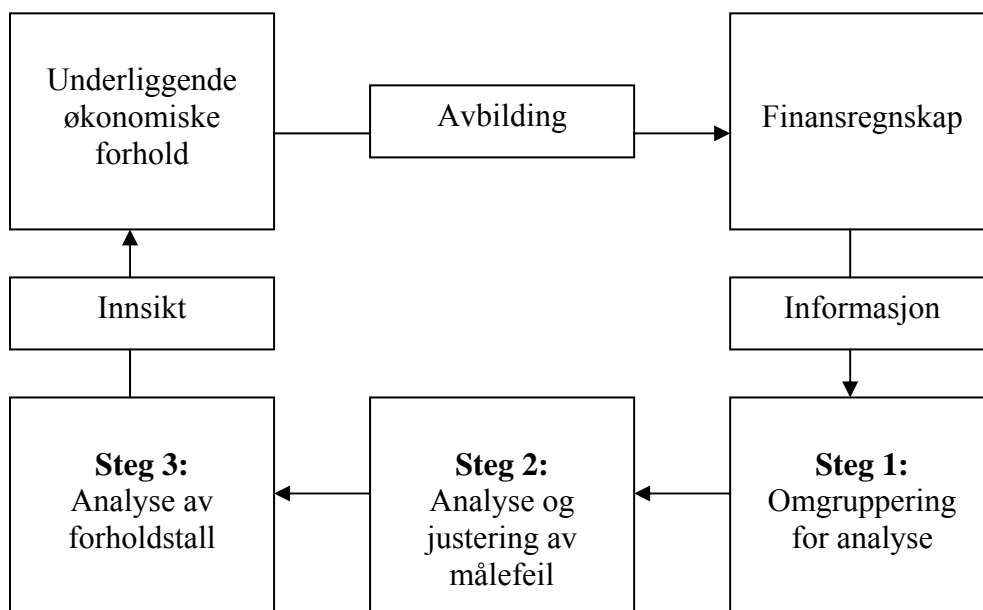 Underliggende
økonomiske
forhold
Avbilding
Finansregnskap
Innsikt
Informasjon
Steg 3:
Analyse av
forholdstall
Steg 2:
Analyse og
justering av
målefeil
Steg 1:
Omgruppering
for analyse